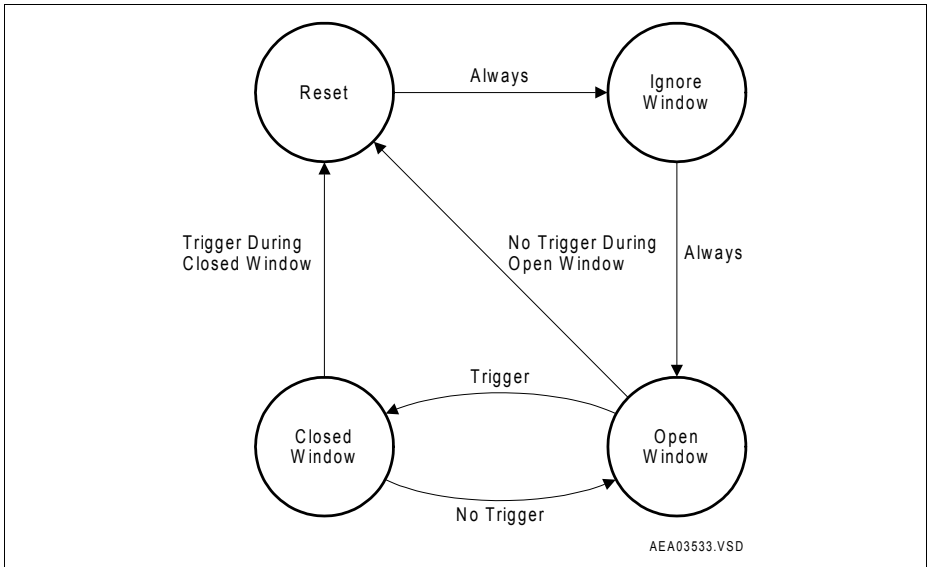 Reset
Always
Ignore
Window
Trigger During
Closed Window
No Trigger During
Open Window
Always
Trigger
Closed
Window
Open
Window
No Trigger
AEA03533.VSD